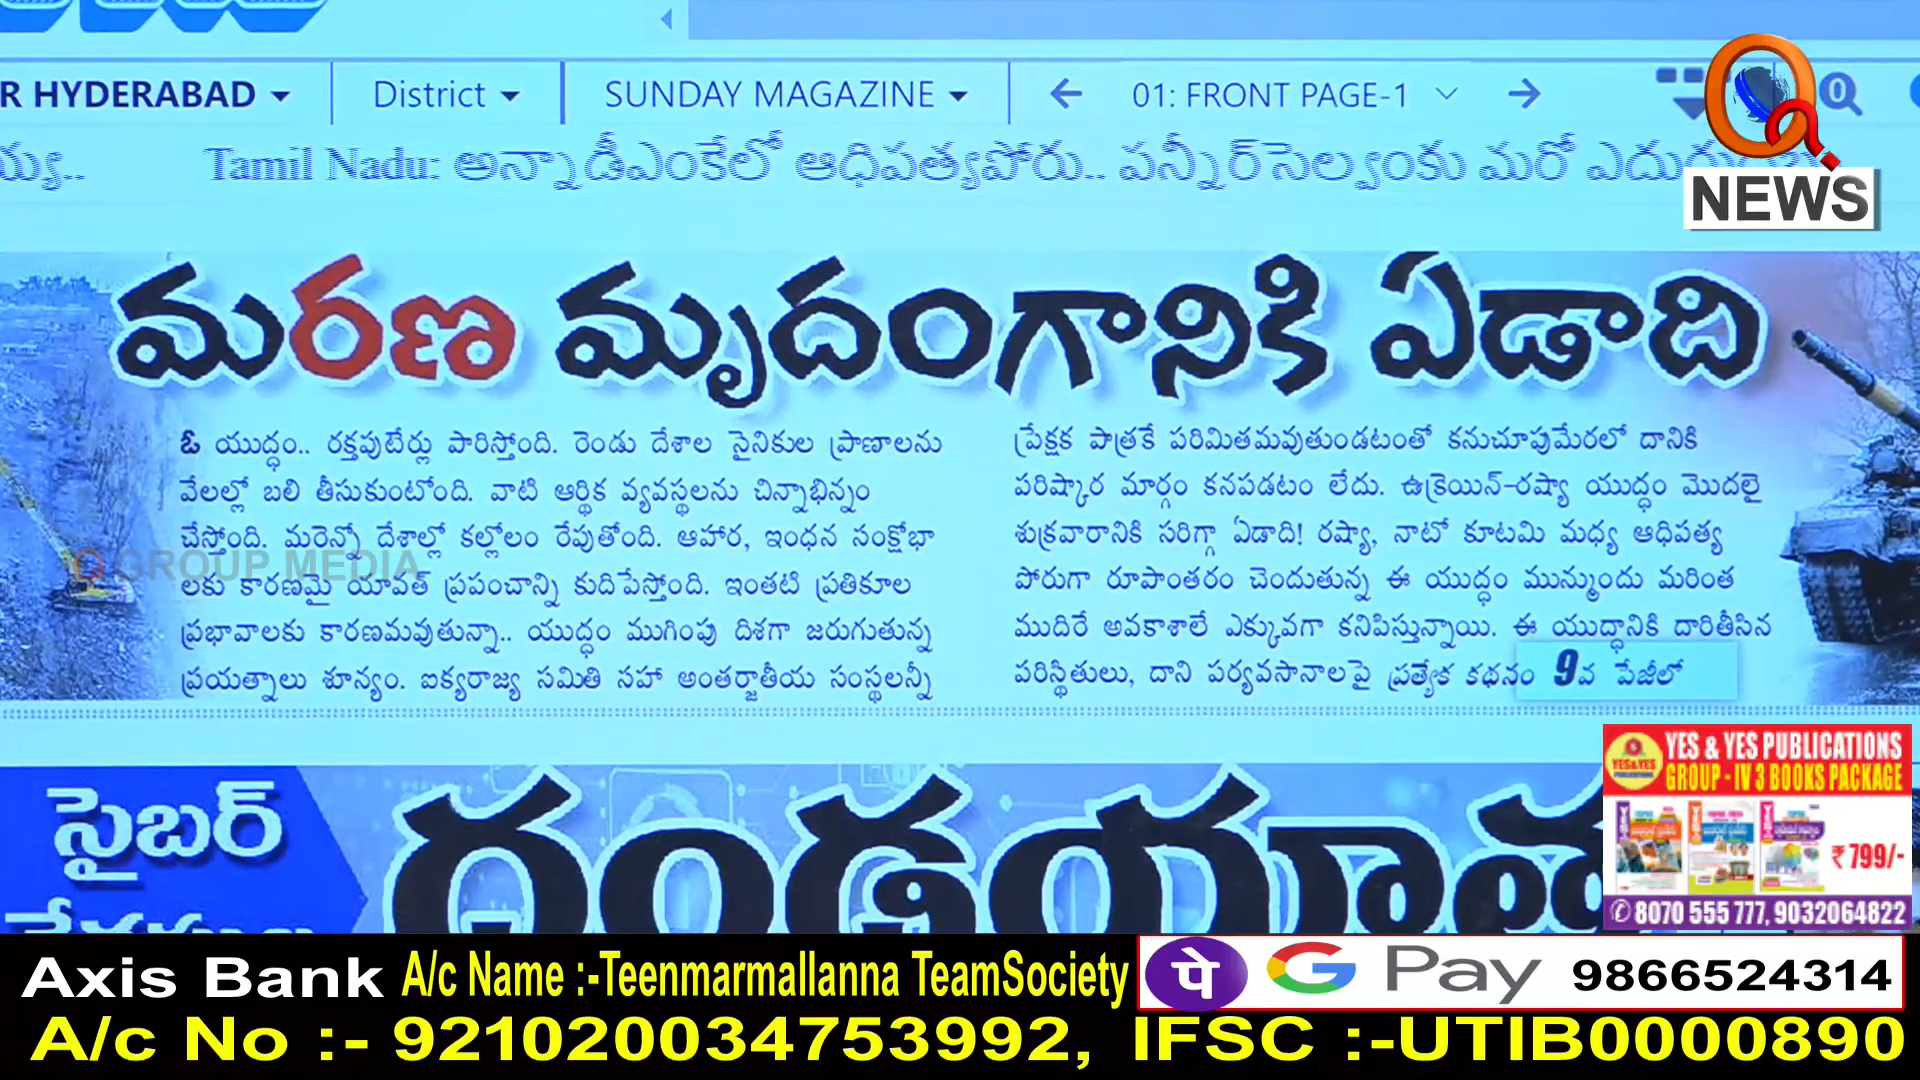 R HYDERABAD
District
SUNDAY MAGAZINE
01: FRONT PAGE-1
Q
NEWS
Tamil Nadu: అన్నాడీఎంకేలో ఆధిపత్యపోరు.. పన్నీర్‌సెల్వంకు మరో
మరణ మృదంగానికి ఏడాది
ఓ యుద్ధం.. రక్తపుటేర్లు పారిస్తోంది. రెండు దేశాల సైనికుల ప్రాణాలను
వేలల్లో బలి తీసుకుంటోంది. వాటి ఆర్థిక వ్యవస్థలను చిన్నాభిన్నం
చేస్తోంది. మరెన్నో దేశాల్లో కల్లోలం రేపుతోంది. ఆహార, ఇంధన సంక్షోభా
లకు కారణమై యావత్ ప్రపంచాన్ని కుదిపేస్తోంది. ఇంతటి ప్రతికూల
ప్రభావాలకు కారణమవుతున్నా.. యుద్ధం ముగింపు దిశగా జరుగుతున్న
ప్రయత్నాలు శూన్యం. ఐక్యరాజ్య సమితి సహా అంతర్జాతీయ సంస్థలన్నీ
ప్రేక్షక పాత్రకే పరిమితమవుతుండటంతో కనుచూపుమేరలో దానికి
పరిష్కార మార్గం కనపడటం లేదు. ఉక్రెయిన్-రష్యా యుద్ధం మొదలై
శుక్రవారానికి సరిగ్గా ఏడాది! రష్యా, నాటో కూటమి మధ్య ఆధిపత్య
పోరుగా రూపాంతరం చెందుతున్న ఈ యుద్ధం మున్ముందు మరింత
ముదిరే అవకాశాలే ఎక్కువగా కనిపిస్తున్నాయి. ఈ యుద్ధానికి దారితీసిన
పరిస్థితులు, దాని పర్యవసానాలపై ప్రత్యేక కథనం 9వ పేజీలో
Q GROUP MEDIA
సైబర్
దండయాత్ర
YES & YES PUBLICATIONS
GROUP - IV 3 BOOKS PACKAGE
₹ 799/-
8070 555 777, 9032064822
Axis Bank A/c Name :-Teenmarmallanna TeamSociety
पे G Pay 9866524314
A/c No :- 921020034753992, IFSC :-UTIB0000890